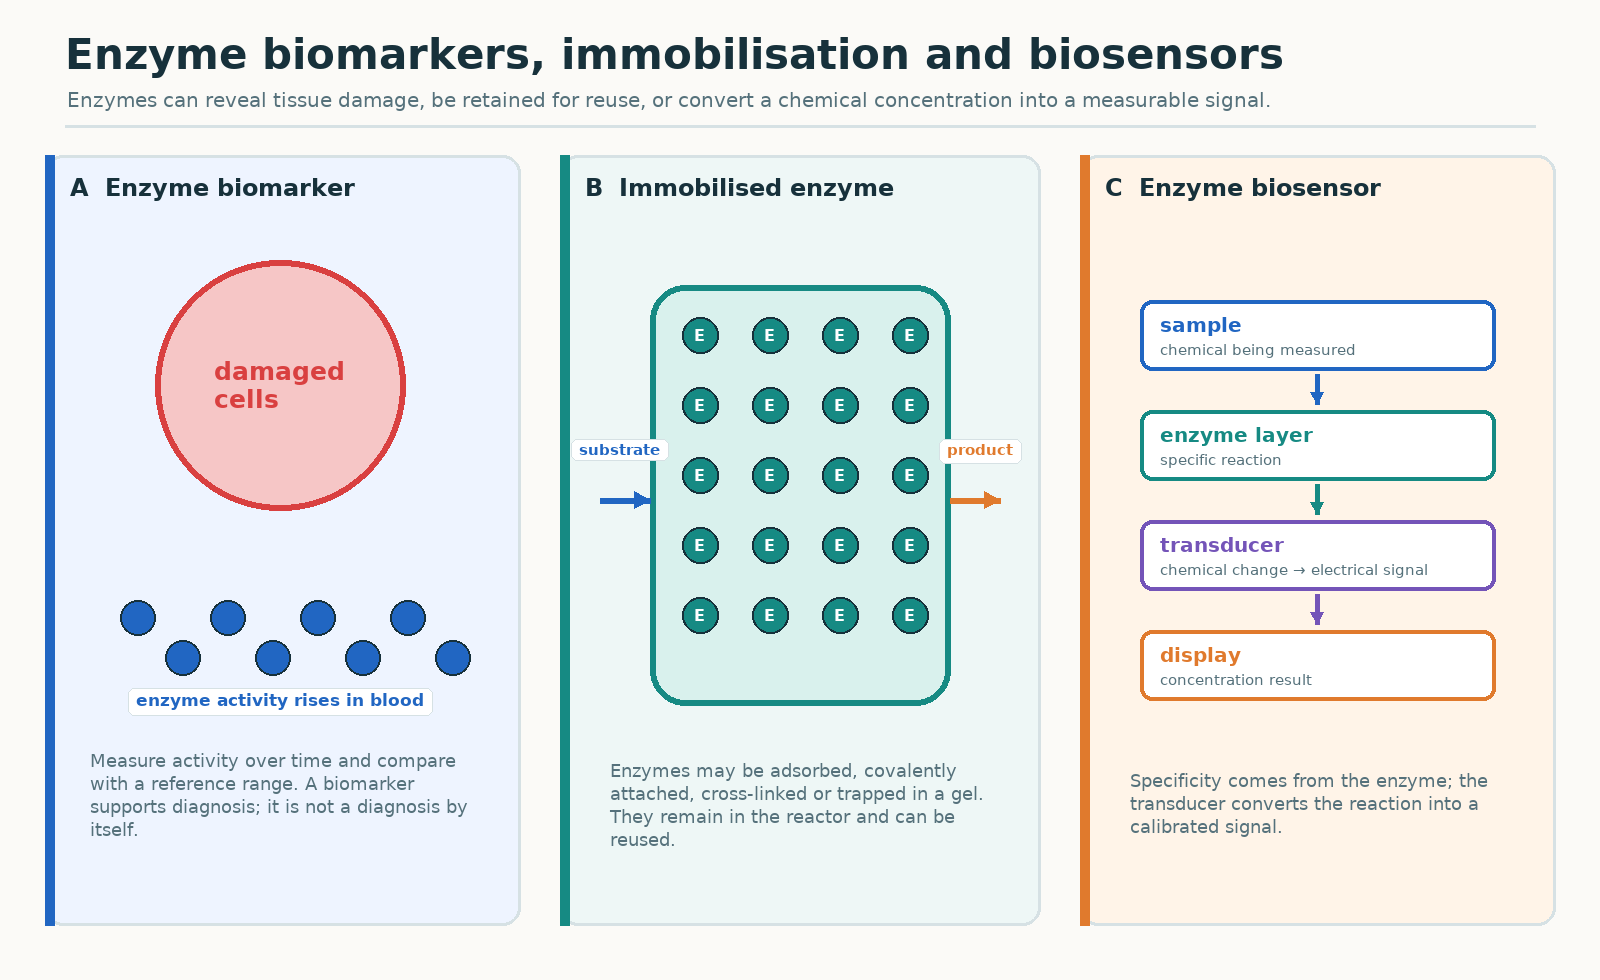 Enzyme biomarkers, immobilisation and biosensors
Enzymes can reveal tissue damage, be retained for reuse, or convert a chemical concentration into a measurable signal.
A Enzyme biomarker
damaged
cells
enzyme activity rises in blood
Measure activity over time and compare
with a reference range. A biomarker
supports diagnosis; it is not a diagnosis by
itself.
B Immobilised enzyme
E E E E
E E E E
substrate
product
E E E E
E E E E
E E E E
Enzymes may be adsorbed, covalently
attached, cross-linked or trapped in a gel.
They remain in the reactor and can be
reused.
C Enzyme biosensor
sample
chemical being measured
enzyme layer
specific reaction
transducer
chemical change → electrical signal
display
concentration result
Specificity comes from the enzyme; the
transducer converts the reaction into a
calibrated signal.